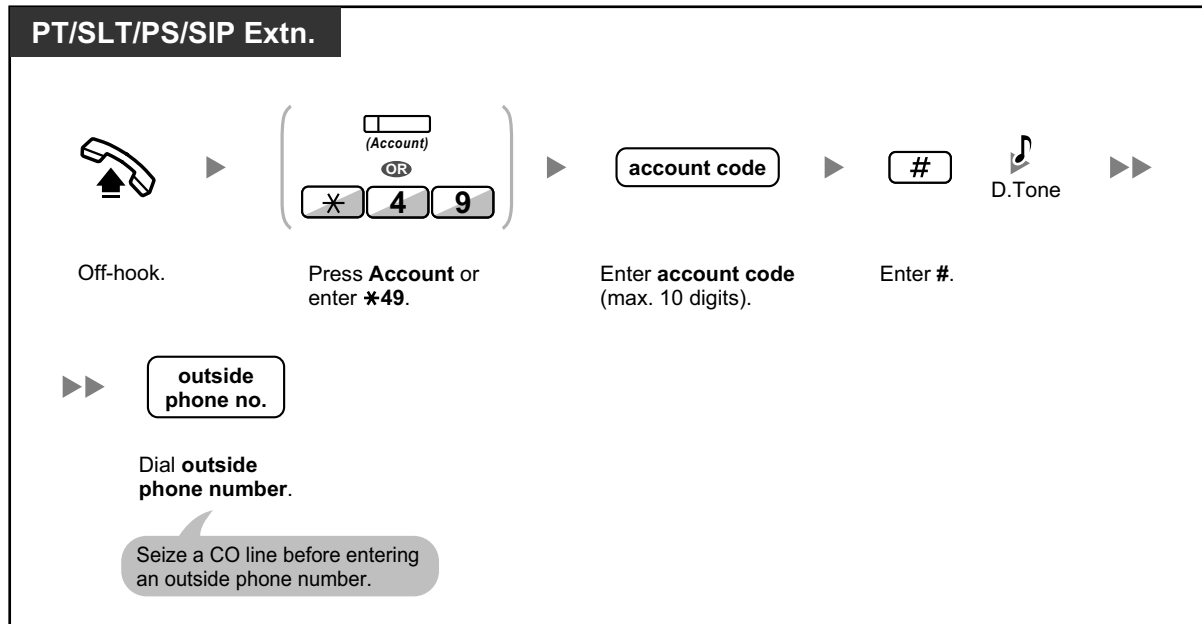 PT/SLT/PS/SIP Extn.
(Account)
OR
* 4 9
account code
#
D.Tone
Off-hook.
Press Account or
enter *49.
Enter account code
(max. 10 digits).
Enter #.
outside
phone no.
Dial outside
phone number.
Seize a CO line before entering
an outside phone number.